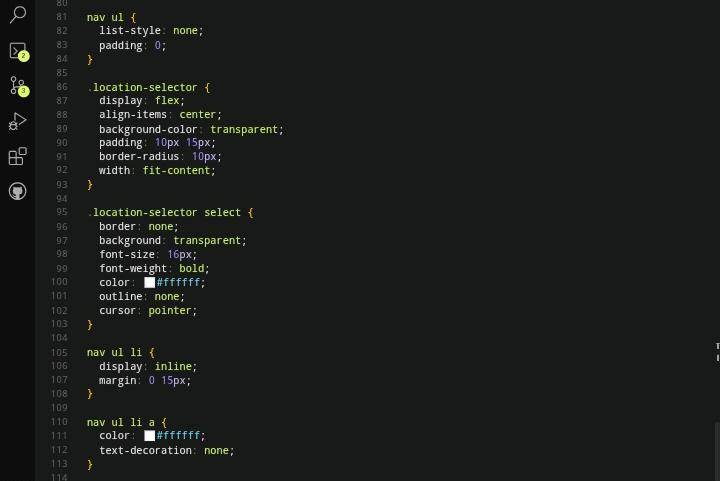 80
81 nav ul {
82 list-style: none;
83 padding: 0;
84 }
85
86 .location-selector {
87 display: flex;
88 align-items: center;
89 background-color: transparent;
90 padding: 10px 15px;
91 border-radius: 10px;
92 width: fit-content;
93 }
94
95 .location-selector select {
96 border: none;
97 background: transparent;
98 font-size: 16px;
99 font-weight: bold;
100 color: #ffffff;
101 outline: none;
102 cursor: pointer;
103 }
104
105 nav ul li {
106 display: inline;
107 margin: 0 15px;
108 }
109
110 nav ul li a {
111 color: #ffffff;
112 text-decoration: none;
113 }
114
2
3